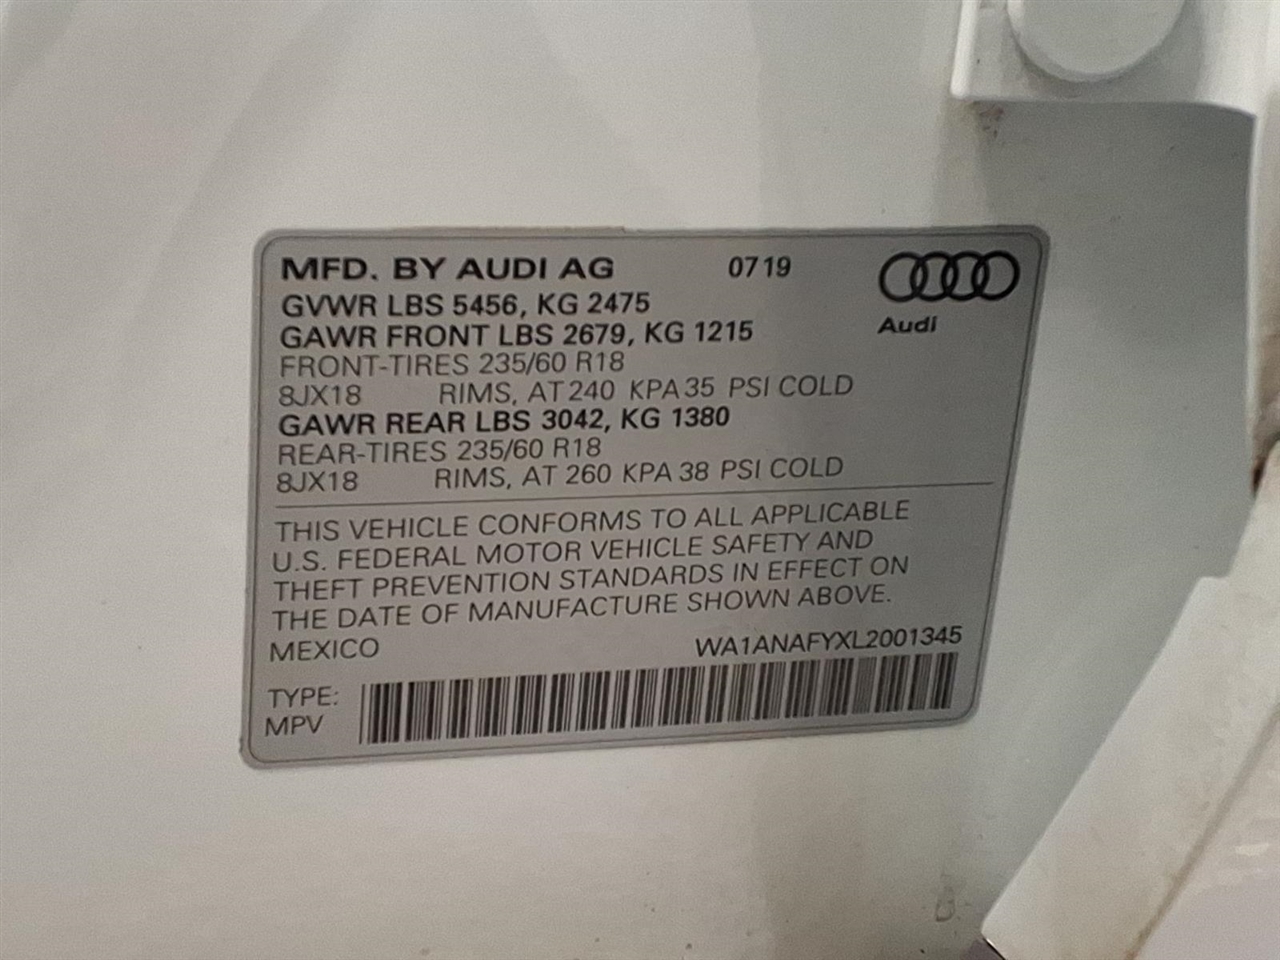 MFD. BY AUDI AG 0719
GVWR LBS 5456, KG 2475
GAWR FRONT LBS 2679, KG 1215
Audi
FRONT-TIRES 235/60 R18
8JX18 RIMS, AT 240 KPA 35 PSI COLD
GAWR REAR LBS 3042, KG 1380
REAR-TIRES 235/60 R18
8JX18 RIMS, AT 260 KPA 38 PSI COLD
THIS VEHICLE CONFORMS TO ALL APPLICABLE
U.S. FEDERAL MOTOR VEHICLE SAFETY AND
THEFT PREVENTION STANDARDS IN EFFECT ON
THE DATE OF MANUFACTURE SHOWN ABOVE.
MEXICO WA1ANAFYXL2001345
TYPE:
MPV